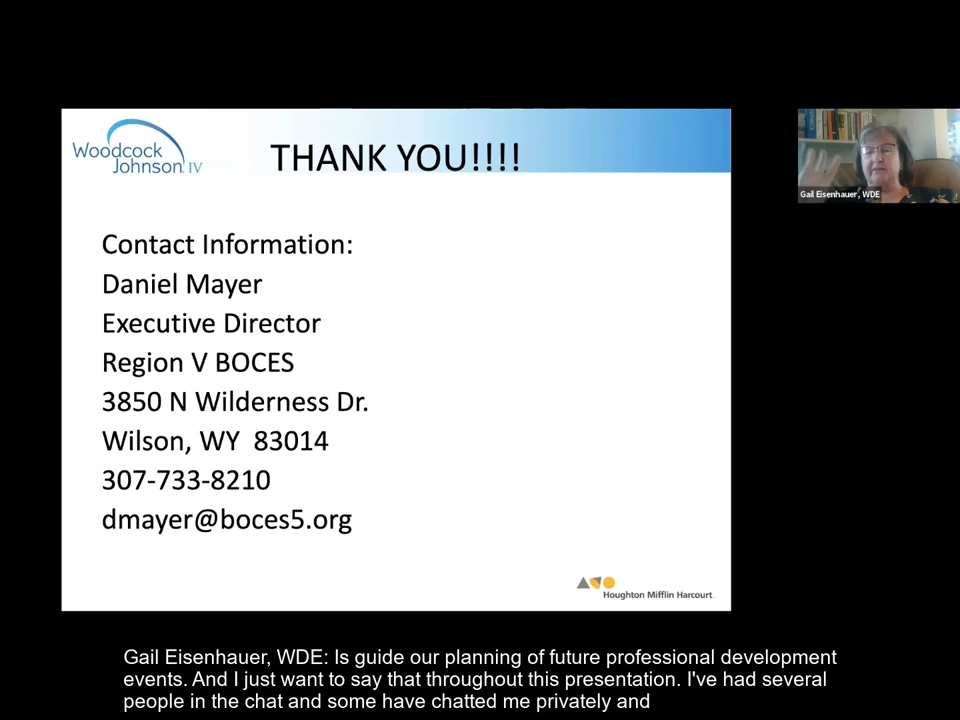 Woodcock
Johnson IV
THANK YOU!!!!
Contact Information:
Daniel Mayer
Executive Director
Region V BOCES
3850 N Wilderness Dr.
Wilson, WY  83014
307-733-8210
dmayer@boces5.org
Houghton Mifflin Harcourt
Gail Eisenhauer, WDE
Gail Eisenhauer, WDE: Is guide our planning of future professional development
events. And I just want to say that throughout this presentation. I've had several
people in the chat and some have chatted me privately and